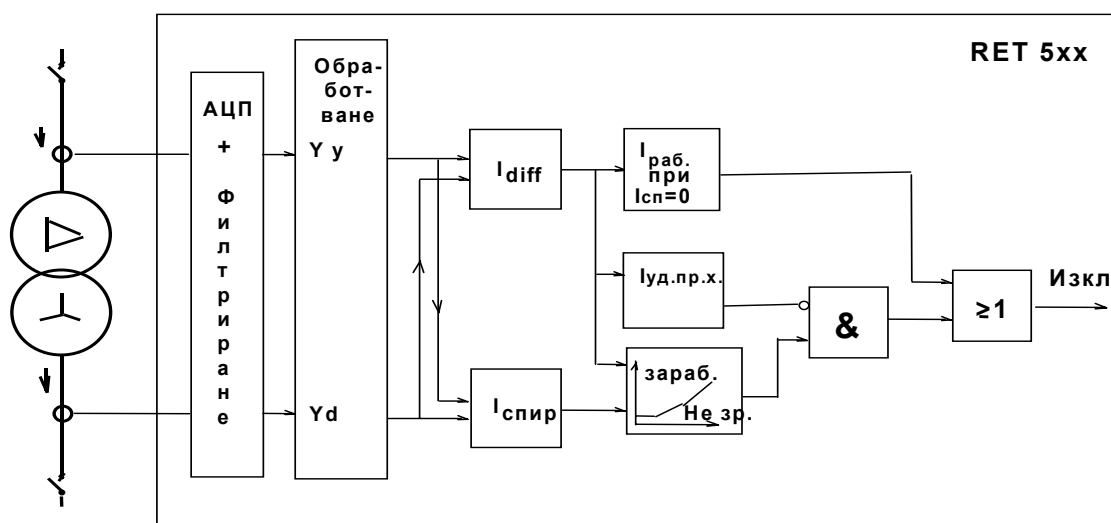 RET 5xx
АЦП
+
Филтриране
Обра-
бот-
ване
Y y
Yd
I diff
I раб.
при
Iсп=0
Iуд.пр.х.
I спир
зараб.
Не зр.
&
≥1
Изкл